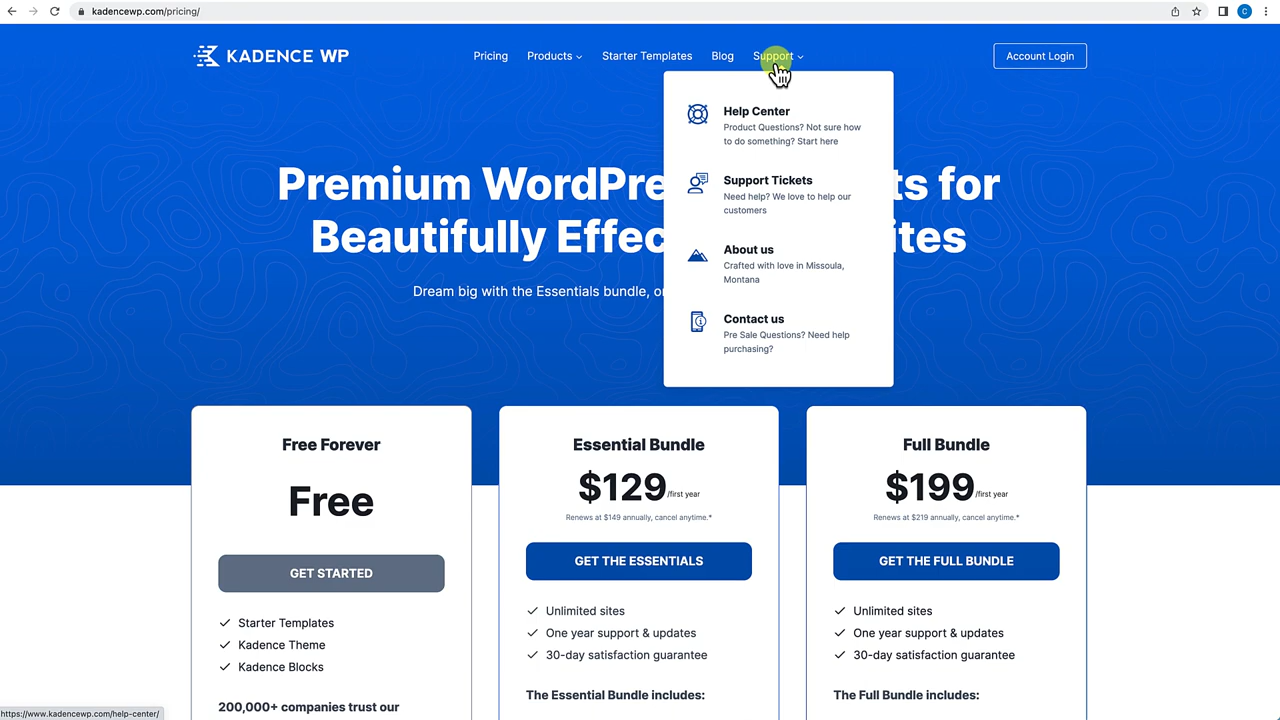 kadencewp.com/pricing/
C
KADENCE WP
Pricing
Products
Starter Templates
Blog
Support
Account Login
Help Center
Product Questions? Not sure how
to do something? Start here
Support Tickets
Need help? We love to help our
customers
About us
Crafted with love in Missoula,
Montana
Contact us
Pre Sale Questions? Need help
purchasing?
Premium WordPre ts for
Beautifully Effec ites
Dream big with the Essentials bundle, or
Free Forever
Free
GET STARTED
Starter Templates
Kadence Theme
Kadence Blocks
200,000+ companies trust our
Essential Bundle
$129/first year
Renews at $149 annually, cancel anytime.*
GET THE ESSENTIALS
Unlimited sites
One year support & updates
30-day satisfaction guarantee
The Essential Bundle includes:
Full Bundle
$199/first year
Renews at $219 annually, cancel anytime.*
GET THE FULL BUNDLE
Unlimited sites
One year support & updates
30-day satisfaction guarantee
The Full Bundle includes:
https://www.kadencewp.com/help-center/